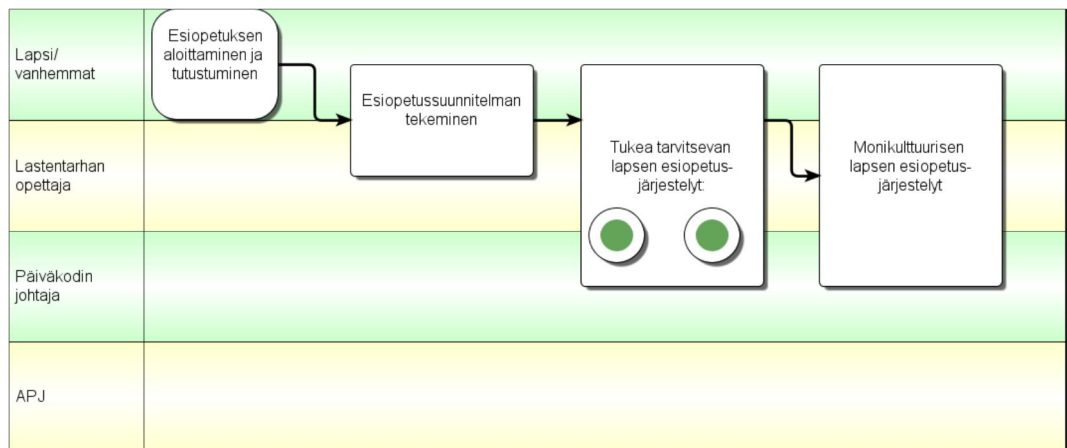 Lapsi/
vanhemmat
Esiopetuksen
aloittaminen ja
tutustuminen
Esiopetussuunnitelman
tekeminen
Tukea tarvitsevan
lapsen esiopetus-
järjestelyt:
Monikulttuurisen
lapsen esiopetus-
järjestelyt
Lastentarhan
opettaja
Päiväkodin
johtaja
APJ